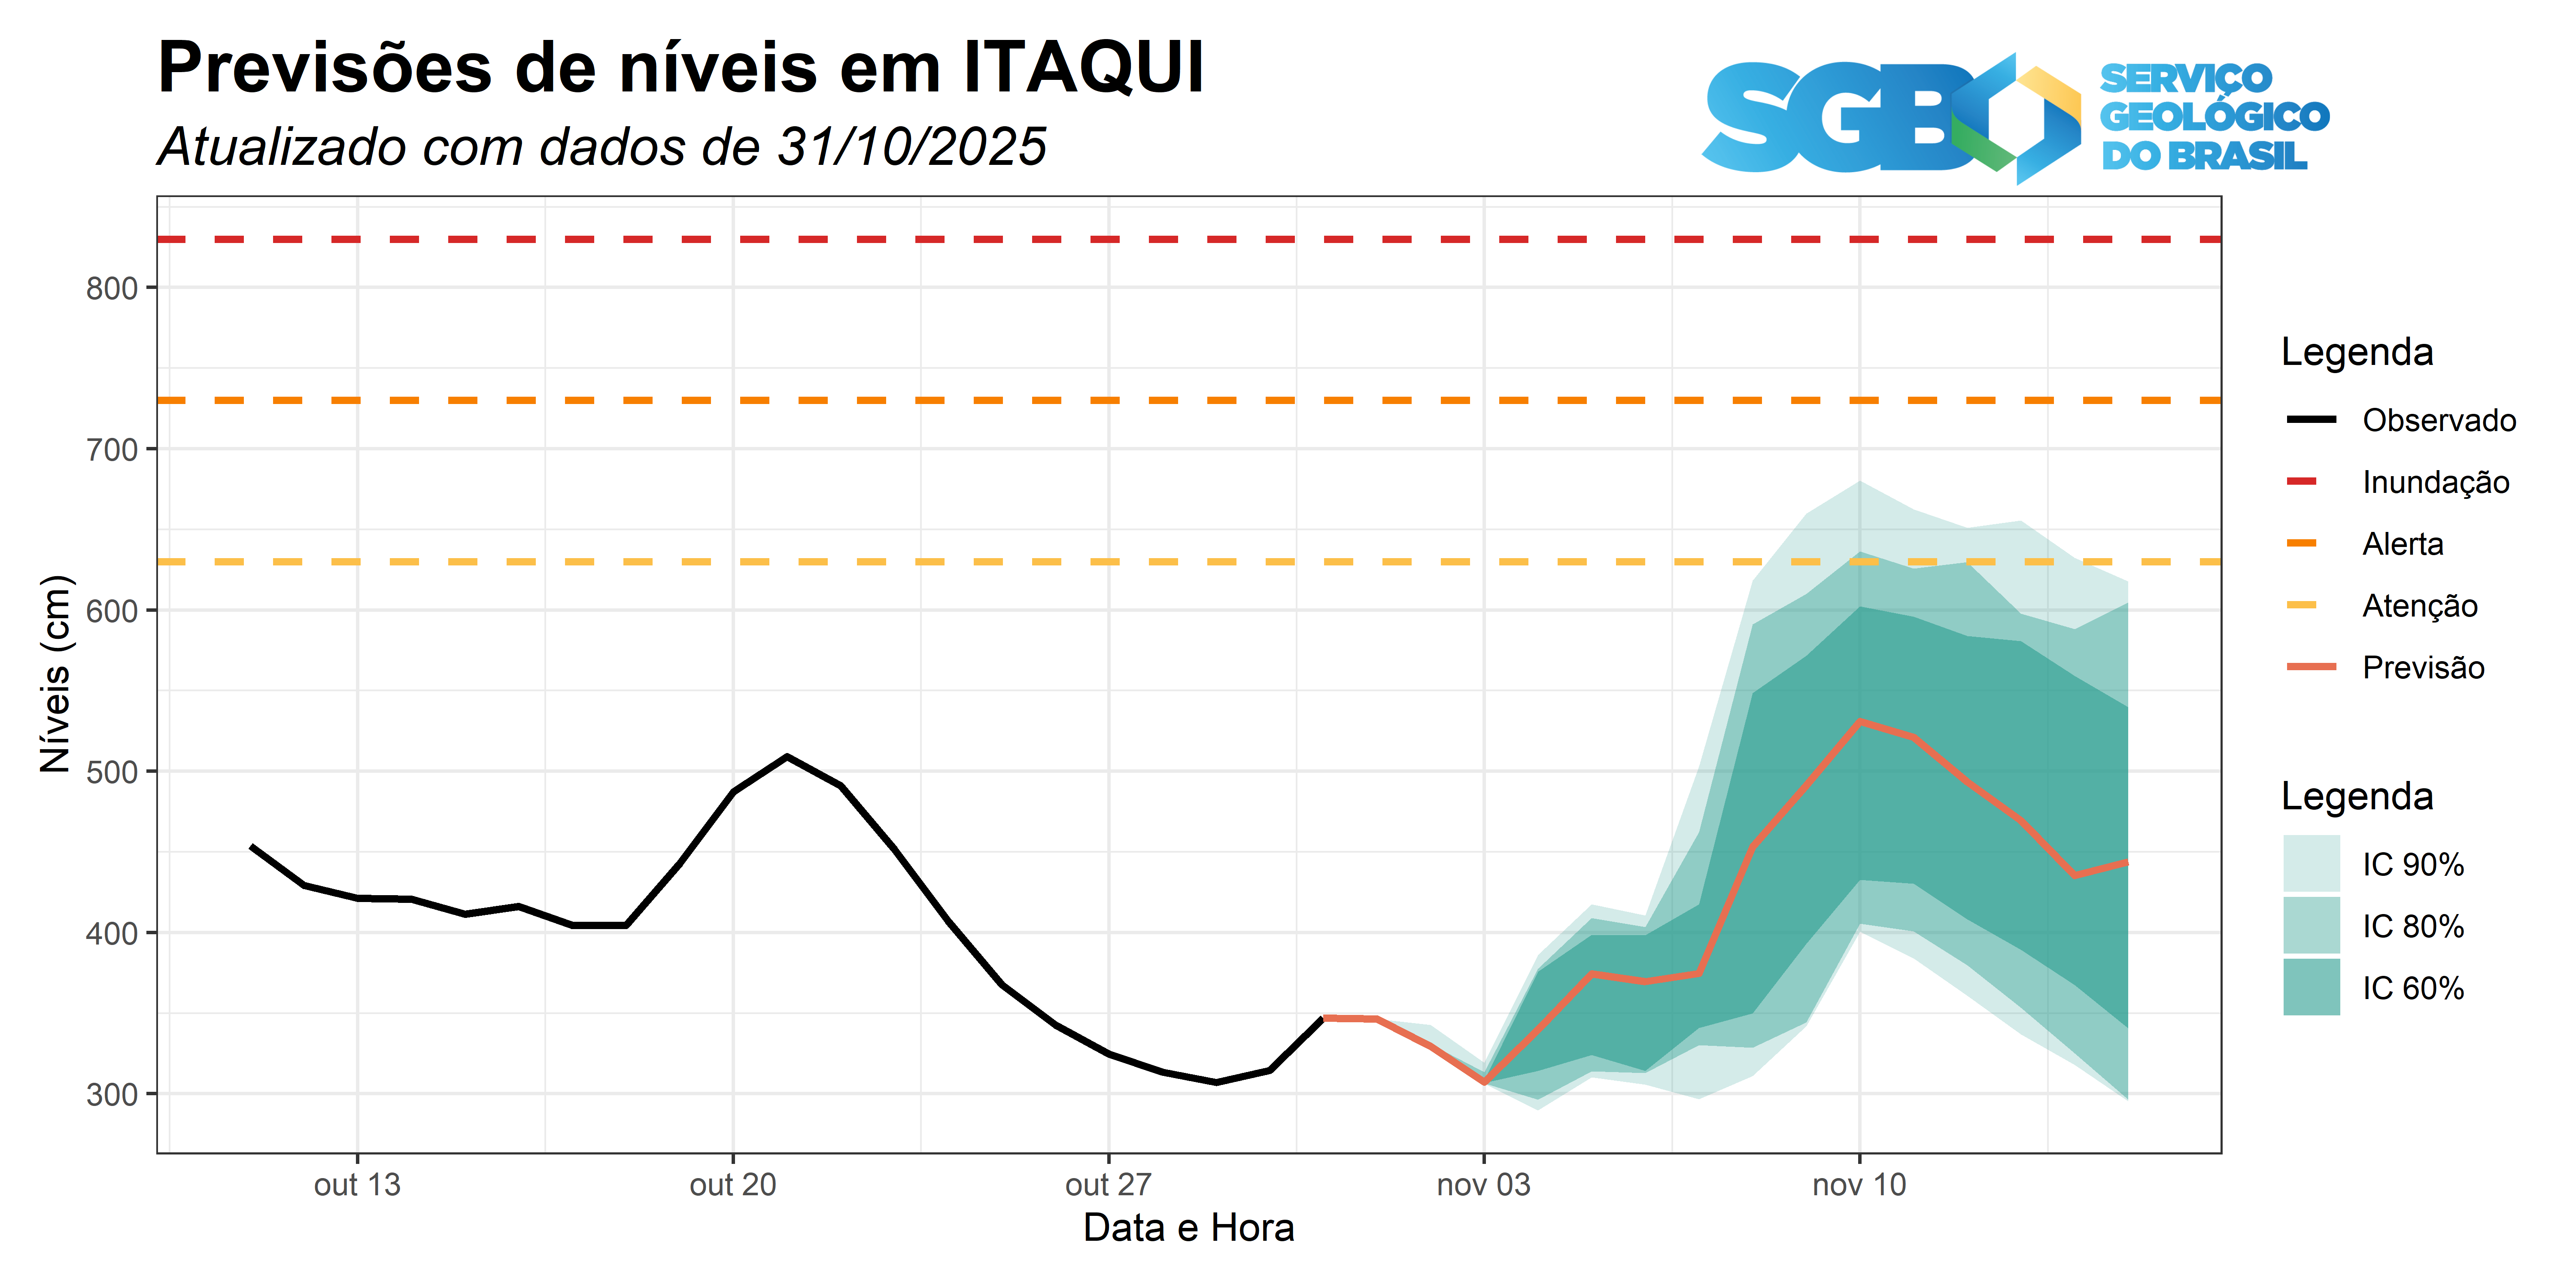 Previsões de níveis em ITAQUI
Atualizado com dados de 31/10/2025
SGB
SERVIÇO
GEOLÓGICO
DO BRASIL
Níveis (cm)
800
700
600
500
400
300
out 13
out 20
out 27
nov 03
nov 10
Data e Hora
Legenda
Observado
Inundação
Alerta
Atenção
Previsão
Legenda
IC 90%
IC 80%
IC 60%